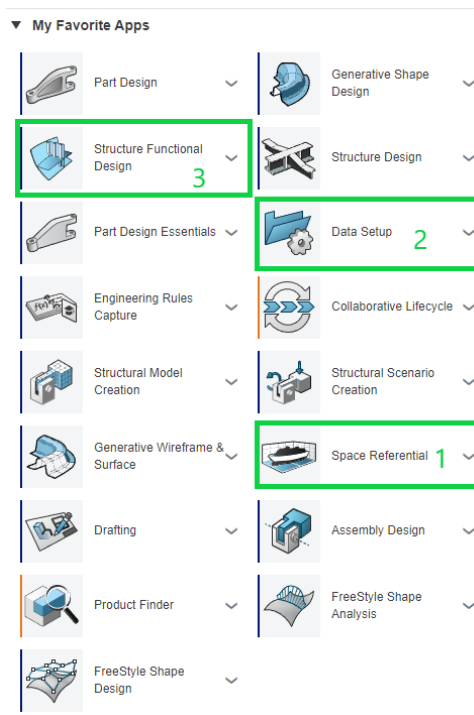 My Favorite Apps
Part Design
Generative Shape
Design
Structure Functional
Design
3
Structure Design
Part Design Essentials
Data Setup
2
Engineering Rules
Capture
f(x)
Collaborative Lifecycle
Structural Model
Creation
Structural Scenario
Creation
Generative Wireframe &
Surface
Space Referential
1
Drafting
Assembly Design
Product Finder
FreeStyle Shape
Analysis
FreeStyle Shape
Design